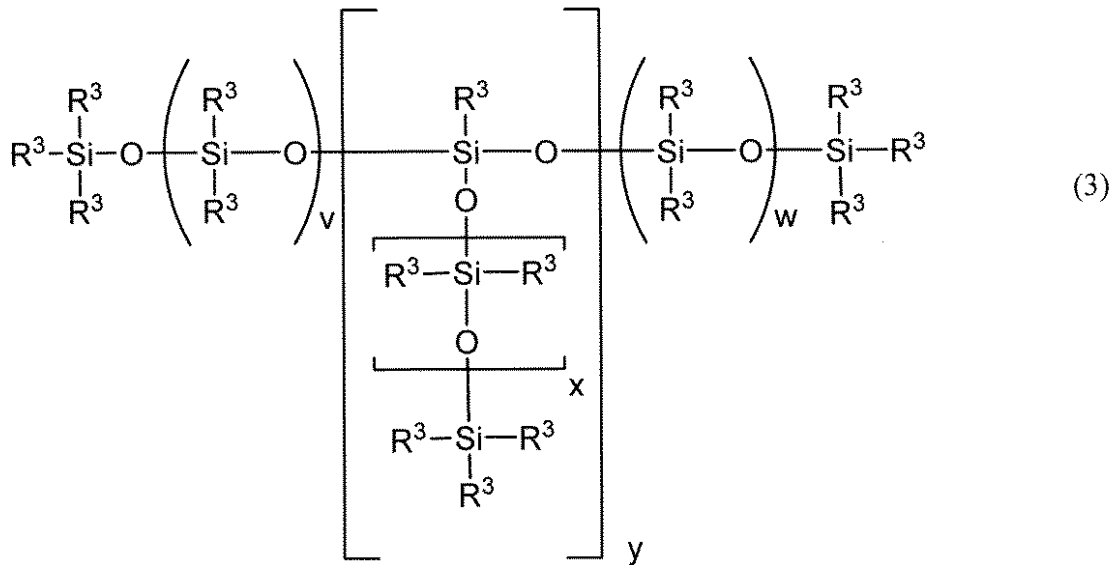 R³ R³ R³ R³ R³
R³-Si-O Si-O Si-O Si-O Si-R³ (3)
R³ R³ v O R³ w R³
R³-Si-R³
O
x
R³-Si-R³
R³
y